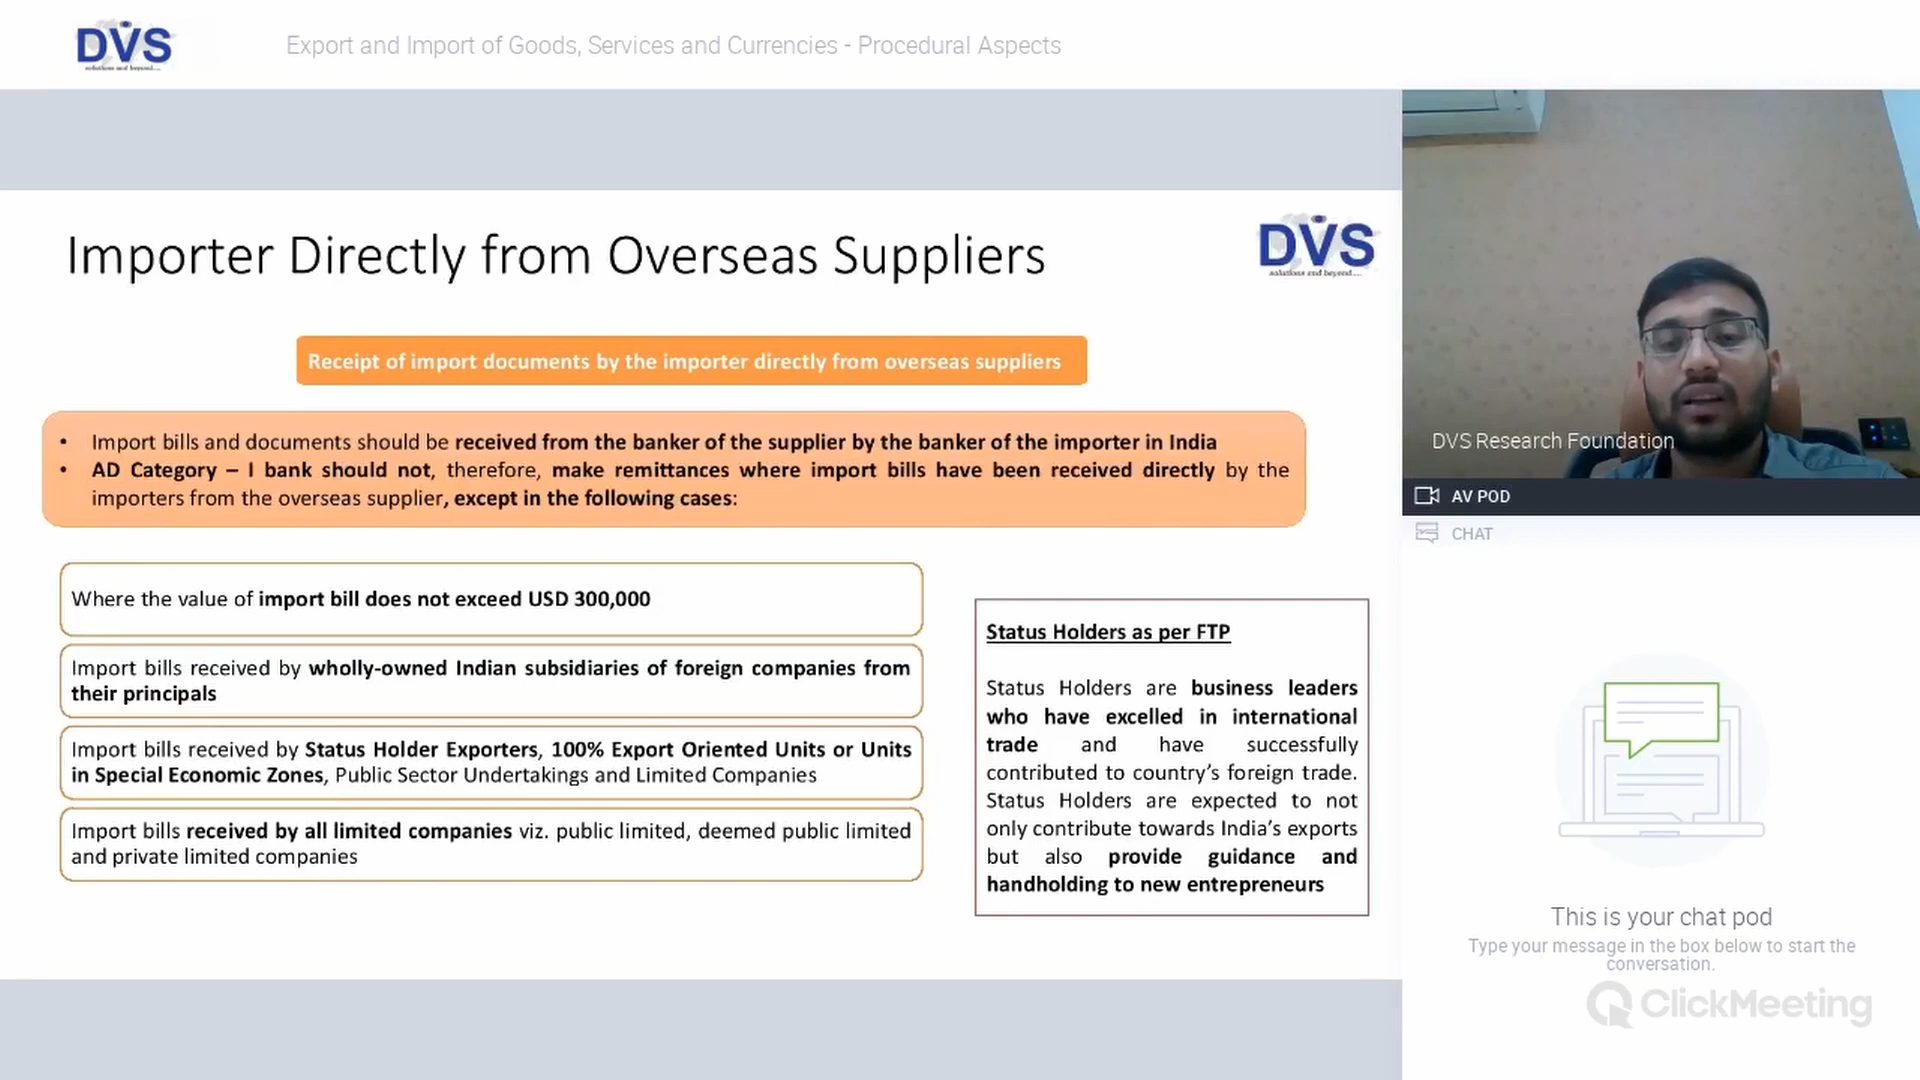 DVS
solutions and beyond....
Export and Import of Goods, Services and Currencies - Procedural Aspects
Importer Directly from Overseas Suppliers
DVS
solutions and beyond....
Receipt of import documents by the importer directly from overseas suppliers
• Import bills and documents should be received from the banker of the supplier by the banker of the importer in India
• AD Category – I bank should not, therefore, make remittances where import bills have been received directly by the
importers from the overseas supplier, except in the following cases:
Where the value of import bill does not exceed USD 300,000
Import bills received by wholly-owned Indian subsidiaries of foreign companies from
their principals
Import bills received by Status Holder Exporters, 100% Export Oriented Units or Units
in Special Economic Zones, Public Sector Undertakings and Limited Companies
Import bills received by all limited companies viz. public limited, deemed public limited
and private limited companies
Status Holders as per FTP
Status Holders are business leaders
who have excelled in international
trade and have successfully
contributed to country’s foreign trade.
Status Holders are expected to not
only contribute towards India’s exports
but also provide guidance and
handholding to new entrepreneurs
DVS Research Foundation
AV POD
CHAT
This is your chat pod
Type your message in the box below to start the
conversation.
ClickMeeting